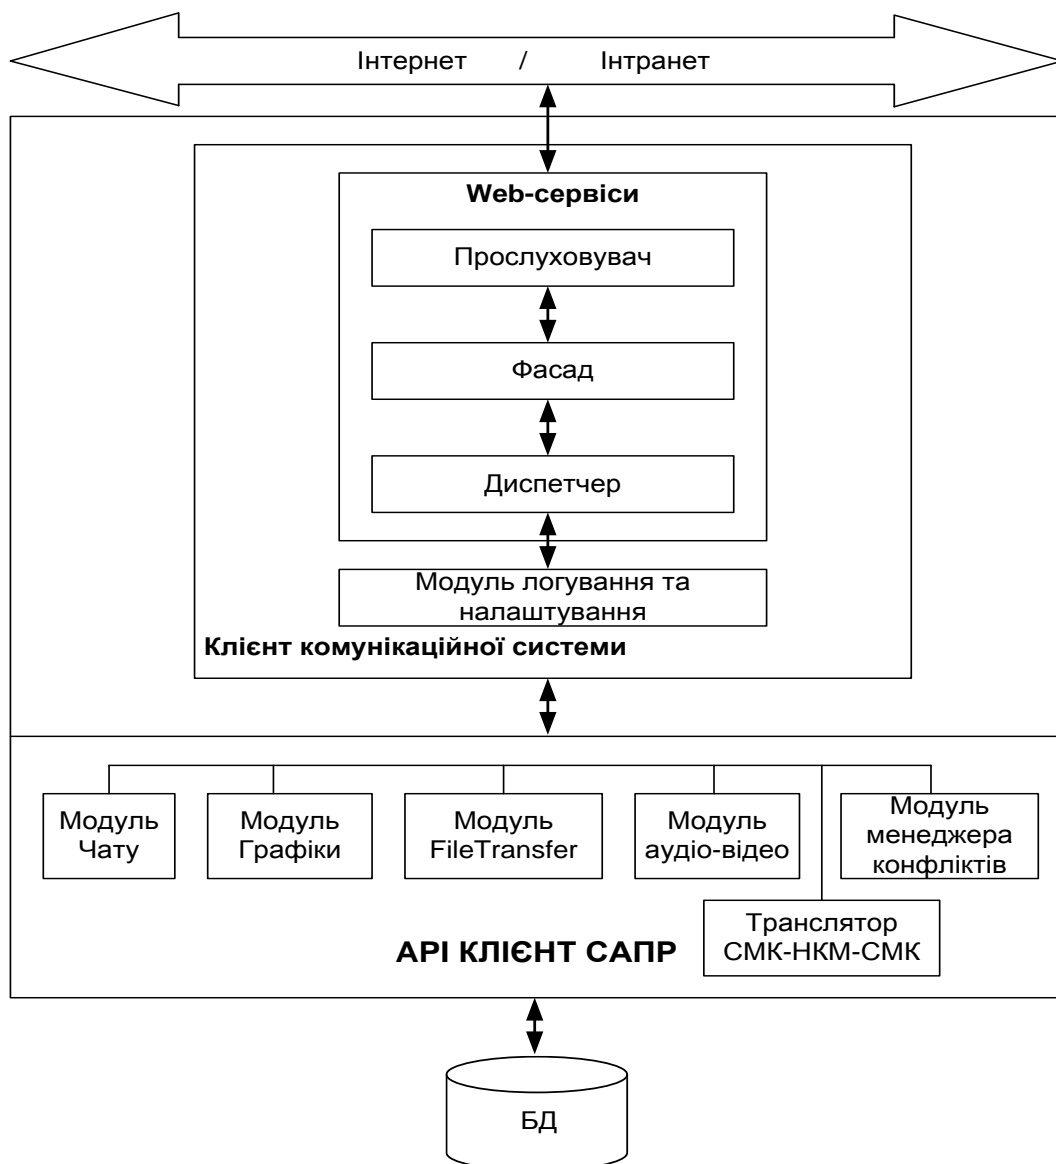 Інтернет / Інтранет
Web-сервіси
Прослуховувач
Фасад
Диспетчер
Модуль логування та
налаштування
Клієнт комунікаційної системи
Модуль
Чату
Модуль
Графіки
Модуль
FileTransfer
Модуль
аудіо-відео
Модуль
менеджера
конфліктів
Транслятор
СМК-НКМ-СМК
АРІ КЛІЄНТ САПР
БД